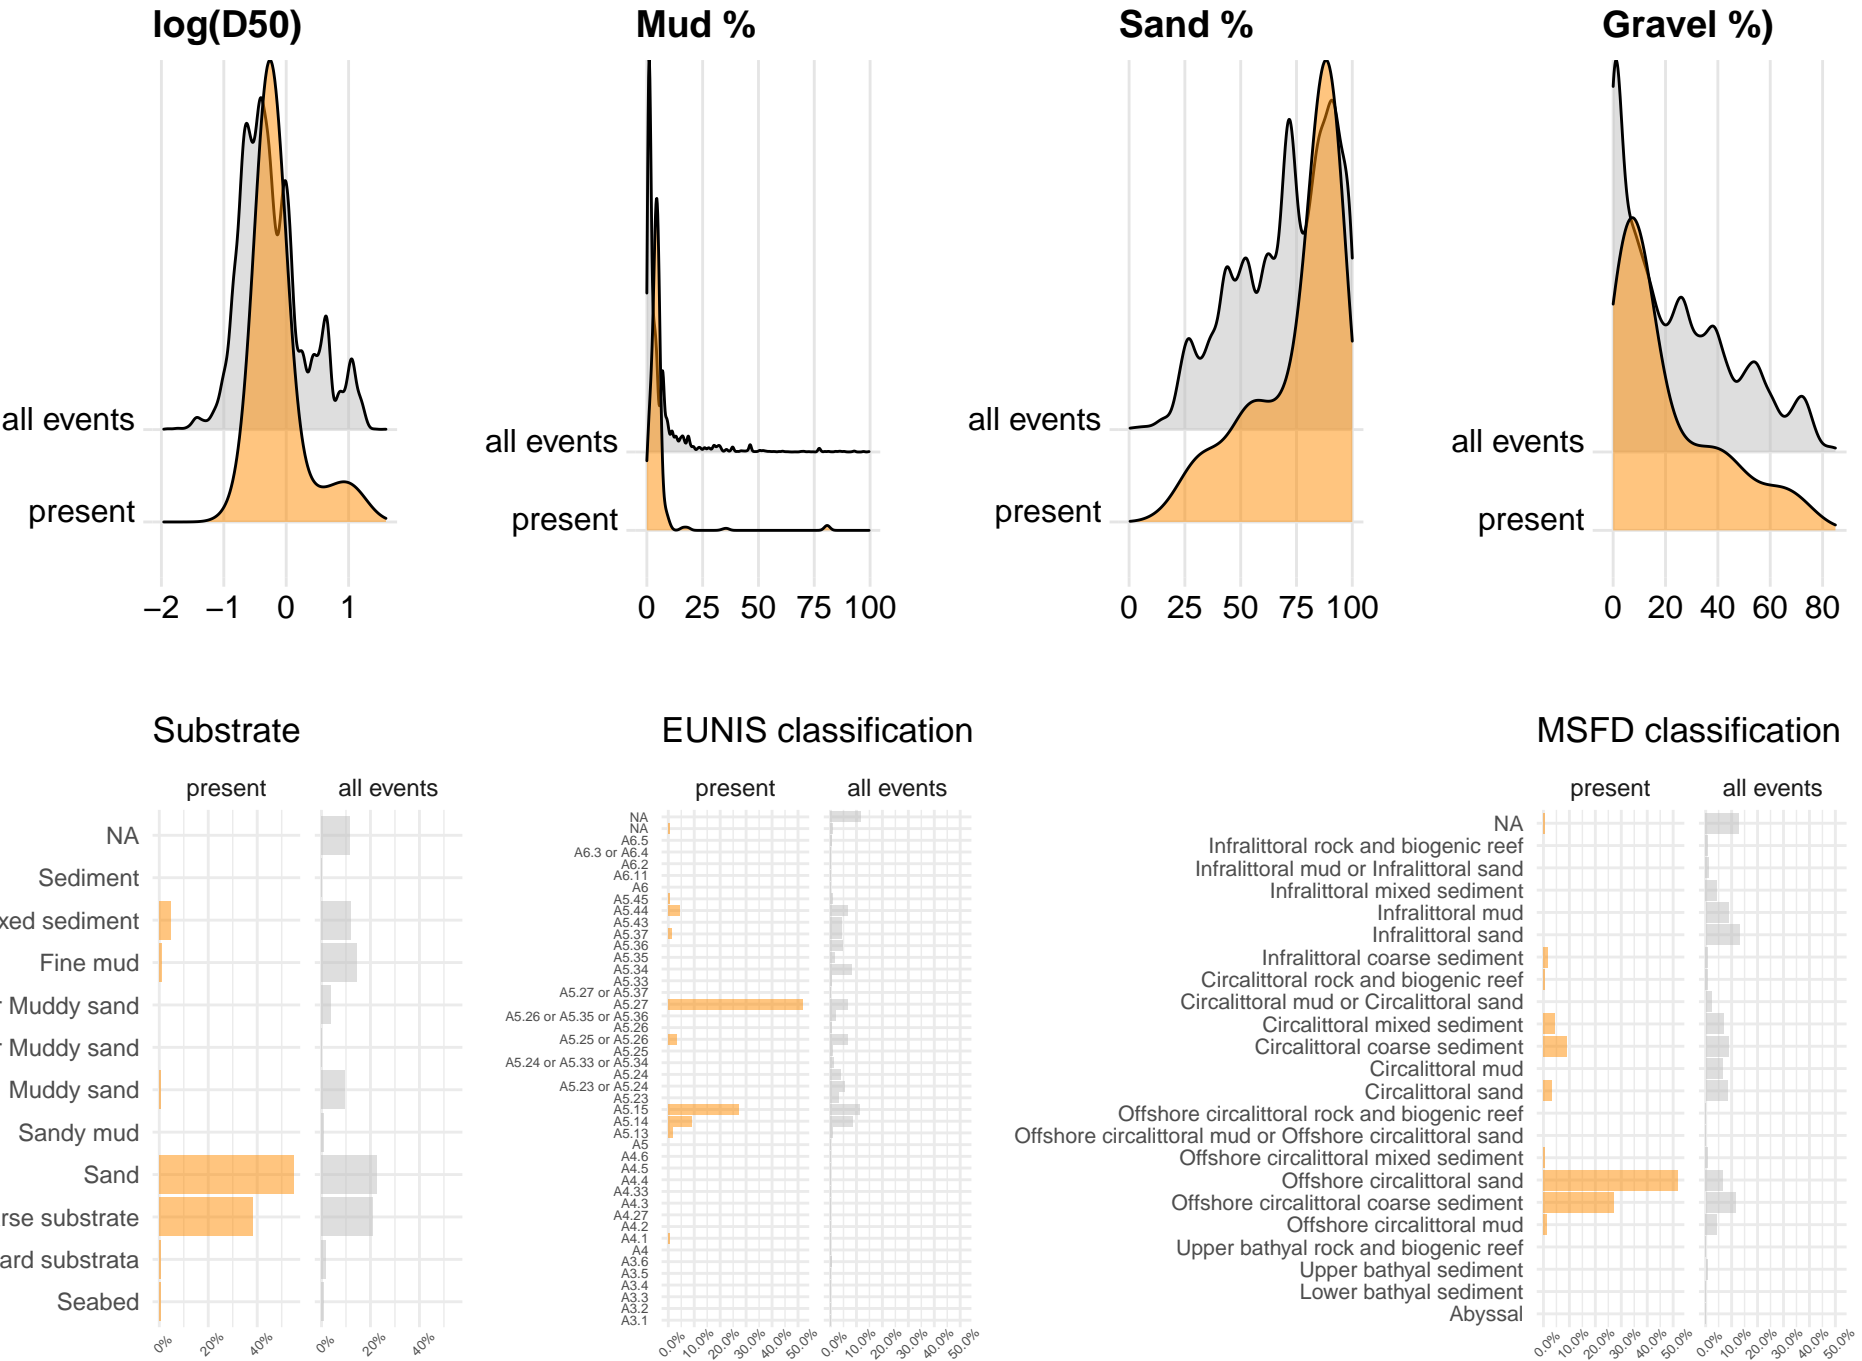 log(D50)
Mud %
Sand %
Gravel %)
all events
present
−2 −1 0 1
all events
present
0 25 50 75 100
all events
present
0 25 50 75 100
all events
present
0 20 40 60 80
Substrate
present all events
NA
Sediment
xed sediment
Fine mud
r Muddy sand
r Muddy sand
Muddy sand
Sandy mud
Sand
rse substrate
ard substrata
Seabed
0% 20% 40% 0% 20% 40%
EUNIS classification
present all events
NA
NA
A6.5
A6.3 or A6.4
A6.2
A6.11
A6
A5.45
A5.44
A5.43
A5.37
A5.36
A5.35
A5.34
A5.33
A5.27 or A5.37
A5.27
A5.26 or A5.35 or A5.36
A5.26
A5.25 or A5.26
A5.25
A5.24 or A5.33 or A5.34
A5.24
A5.23 or A5.24
A5.23
A5.15
A5.14
A5.13
A5
A4.6
A4.5
A4.4
A4.33
A4.3
A4.27
A4.2
A4.1
A4
A3.6
A3.5
A3.4
A3.3
A3.2
A3.1
0.0% 10.0% 20.0% 30.0% 40.0% 50.0% 0.0% 10.0% 20.0% 30.0% 40.0% 50.0%
MSFD classification
present all events
NA
Infralittoral rock and biogenic reef
Infralittoral mud or Infralittoral sand
Infralittoral mixed sediment
Infralittoral mud
Infralittoral sand
Infralittoral coarse sediment
Circalittoral rock and biogenic reef
Circalittoral mud or Circalittoral sand
Circalittoral mixed sediment
Circalittoral coarse sediment
Circalittoral mud
Circalittoral sand
Offshore circalittoral rock and biogenic reef
Offshore circalittoral mud or Offshore circalittoral sand
Offshore circalittoral mixed sediment
Offshore circalittoral sand
Offshore circalittoral coarse sediment
Offshore circalittoral mud
Upper bathyal rock and biogenic reef
Upper bathyal sediment
Lower bathyal sediment
Abyssal
0.0% 10.0% 20.0% 30.0% 40.0% 50.0% 0.0% 10.0% 20.0% 30.0% 40.0% 50.0%